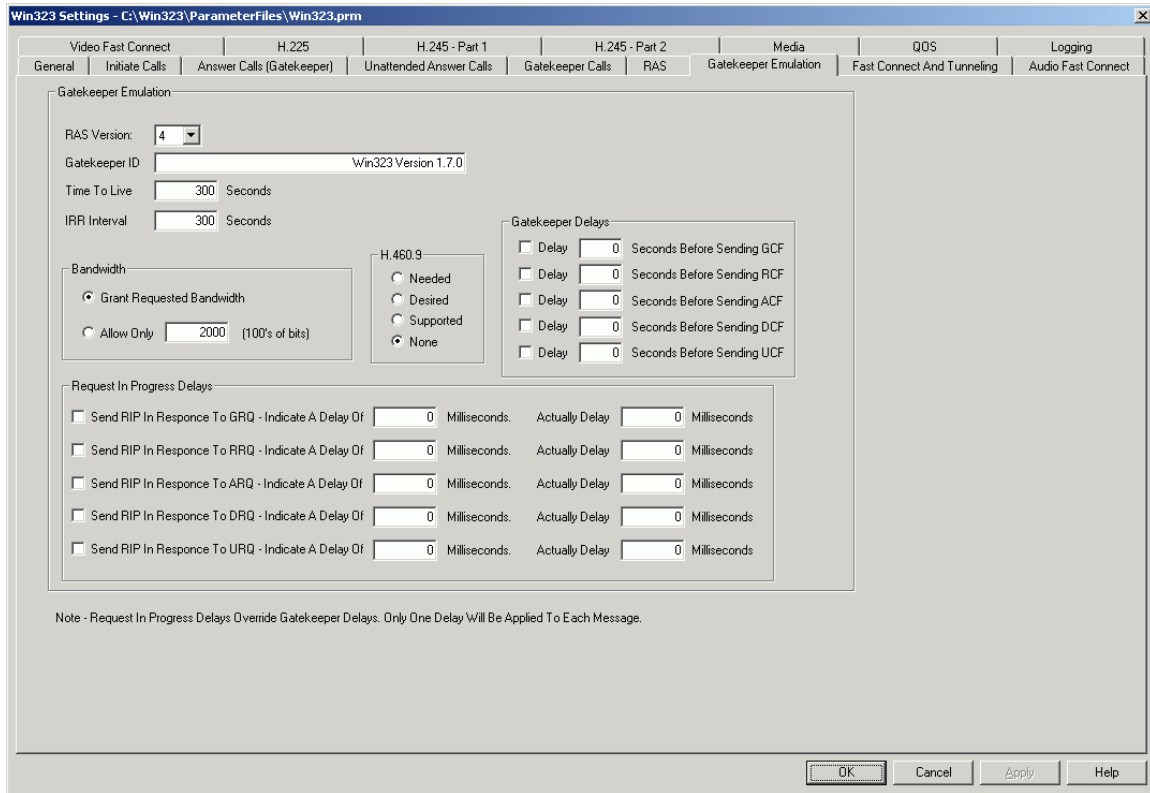 Win323 Settings - C:\Win323\ParameterFiles\Win323.prm
Video Fast Connect H.225 H.245 - Part 1 H.245 - Part 2 Media QOS Logging
General Initiate Calls Answer Calls (Gatekeeper) Unattended Answer Calls Gatekeeper Calls RAS Gatekeeper Emulation Fast Connect And Tunneling Audio Fast Connect
Gatekeeper Emulation
RAS Version: 4
Gatekeeper ID Win323 Version 1.7.0
Time To Live 300 Seconds
IRR Interval 300 Seconds
Bandwidth
Grant Requested Bandwidth
Allow Only 2000 (100's of bits)
H.460.9
Needed
Desired
Supported
None
Gatekeeper Delays
Delay 0 Seconds Before Sending GCF
Delay 0 Seconds Before Sending RCF
Delay 0 Seconds Before Sending ACF
Delay 0 Seconds Before Sending DCF
Delay 0 Seconds Before Sending UCF
Request In Progress Delays
Send RIP In Responce To GRQ - Indicate A Delay Of 0 Milliseconds. Actually Delay 0 Milliseconds
Send RIP In Responce To RRQ - Indicate A Delay Of 0 Milliseconds. Actually Delay 0 Milliseconds
Send RIP In Responce To ARQ - Indicate A Delay Of 0 Milliseconds. Actually Delay 0 Milliseconds
Send RIP In Responce To DRQ - Indicate A Delay Of 0 Milliseconds. Actually Delay 0 Milliseconds
Send RIP In Responce To URQ - Indicate A Delay Of 0 Milliseconds. Actually Delay 0 Milliseconds
Note - Request In Progress Delays Override Gatekeeper Delays. Only One Delay Will Be Applied To Each Message.
OK Cancel Apply Help